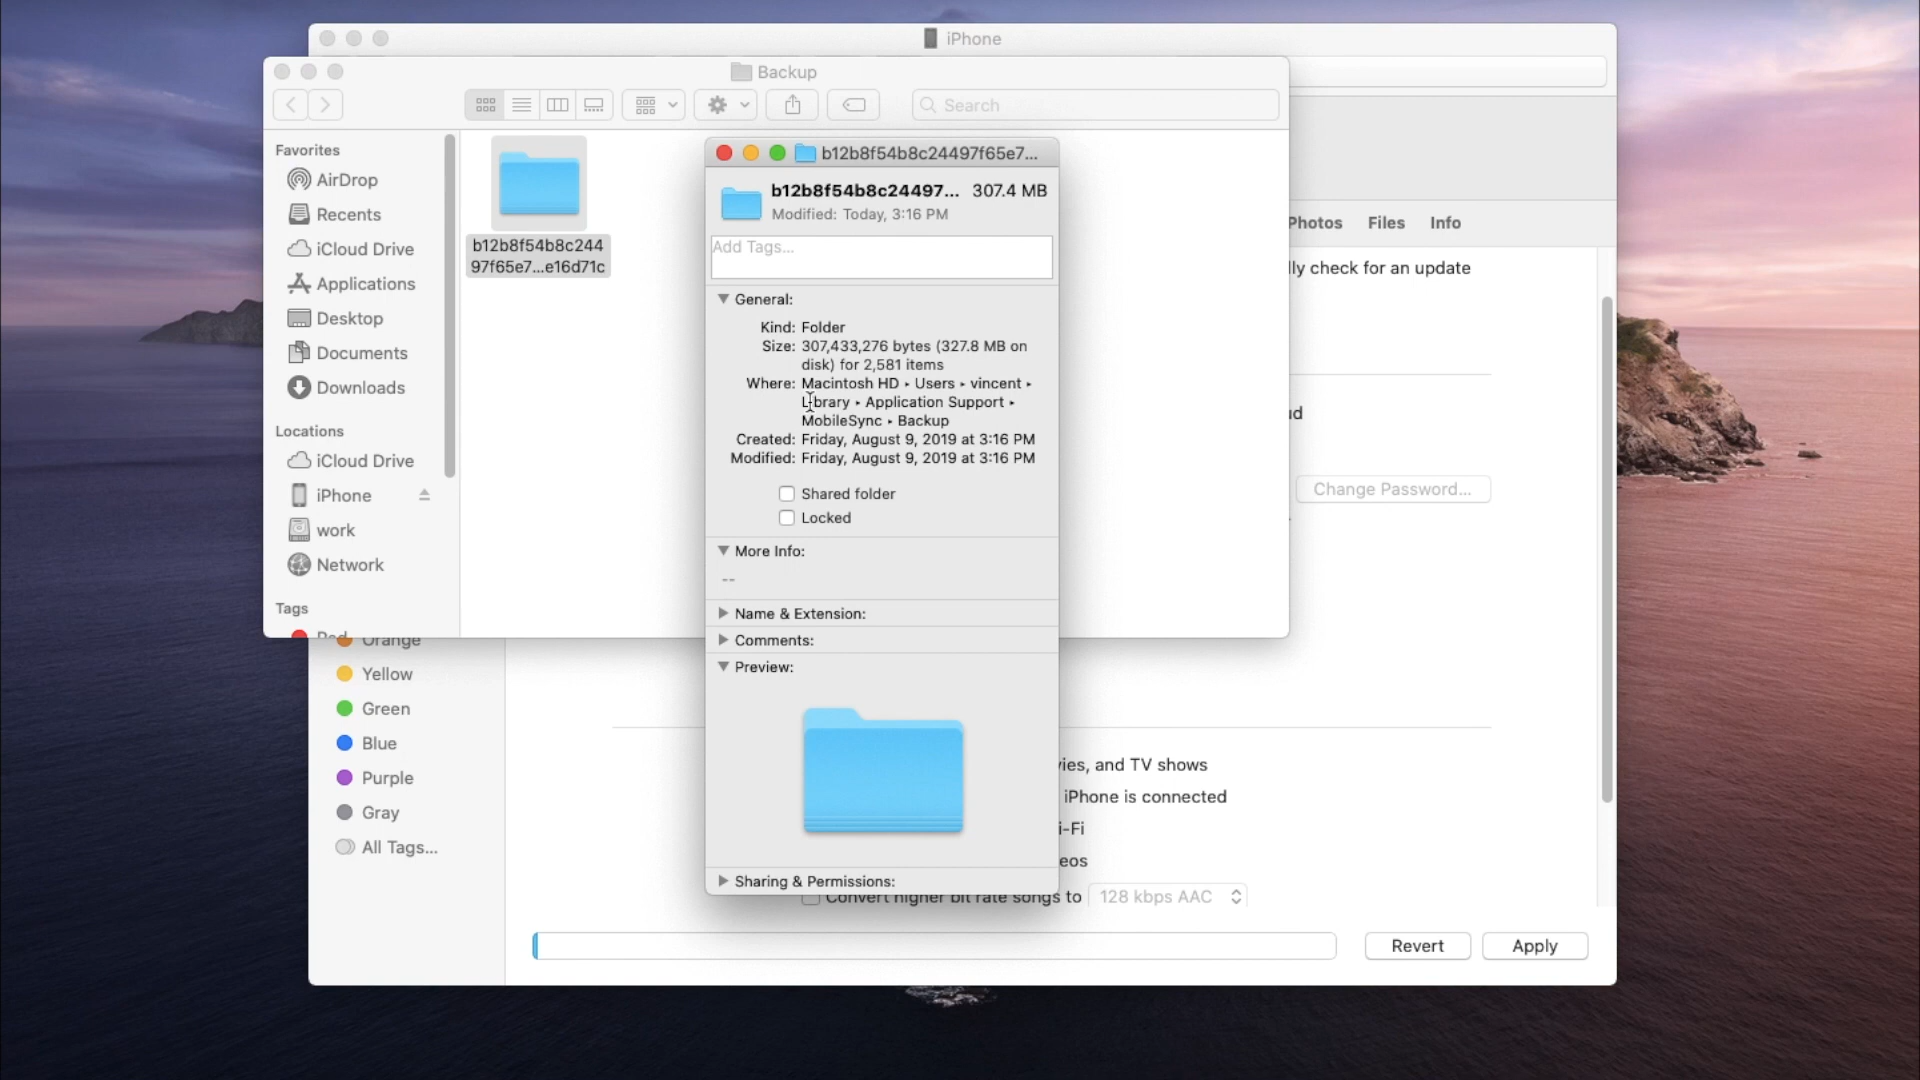 iPhone
Backup
Search
Favorites
AirDrop
Recents
iCloud Drive
Applications
Desktop
Documents
Downloads
Locations
iCloud Drive
iPhone
work
Network
Tags
Red
Orange
Yellow
Green
Blue
Purple
Gray
All Tags...
b12b8f54b8c244
97f65e7...e16d71c
b12b8f54b8c24497f65e7...
b12b8f54b8c24497... 307.4 MB
Modified: Today, 3:16 PM
Add Tags...
General:
Kind: Folder
Size: 307,433,276 bytes (327.8 MB on
disk) for 2,581 items
Where: Macintosh HD ▸ Users ▸ vincent ▸
Library ▸ Application Support ▸
MobileSync ▸ Backup
Created: Friday, August 9, 2019 at 3:16 PM
Modified: Friday, August 9, 2019 at 3:16 PM
Shared folder
Locked
More Info:
--
Name & Extension:
Comments:
Preview:
Sharing & Permissions:
Photos Files Info
lly check for an update
ud
Change Password...
vies, and TV shows
iPhone is connected
i-Fi
eos
Convert higher bit rate songs to 128 kbps AAC
Revert Apply